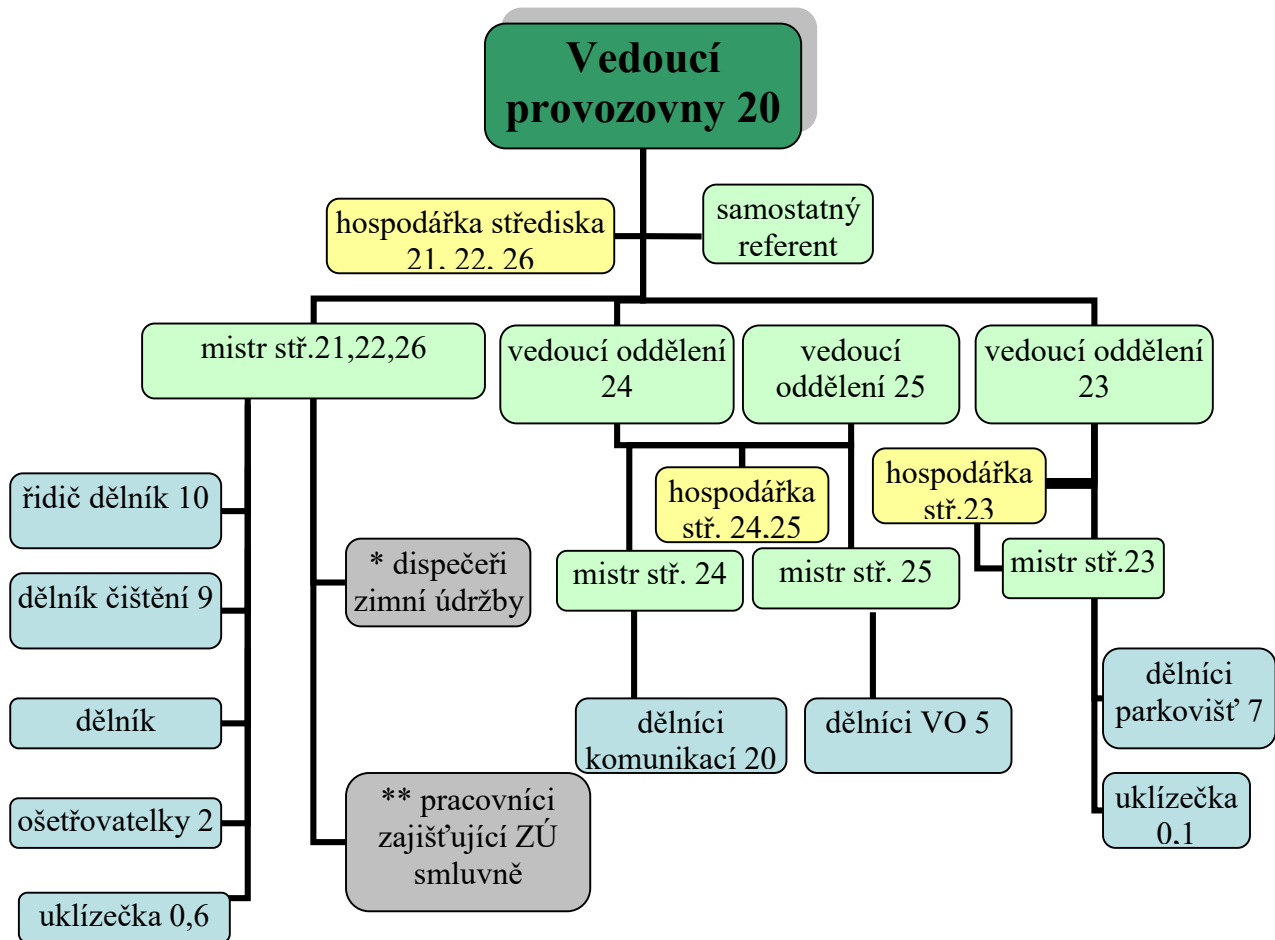 Vedoucí
provozovny 20
hospodářka střediska
21, 22, 26
samostatný
referent
mistr stř.21,22,26
vedoucí oddělení
24
vedoucí
oddělení 25
vedoucí oddělení
23
řidič dělník 10
dělník čištění 9
dělník
ošetřovatelky 2
uklízečka 0,6
* dispečeři
zimní údržby
** pracovníci
zajišťující ZÚ
smluvně
hospodářka
stř. 24,25
mistr stř. 24
mistr stř. 25
dělníci
komunikací 20
dělníci VO 5
hospodářka
stř.23
mistr stř.23
dělníci
parkovišť 7
uklízečka
0,1